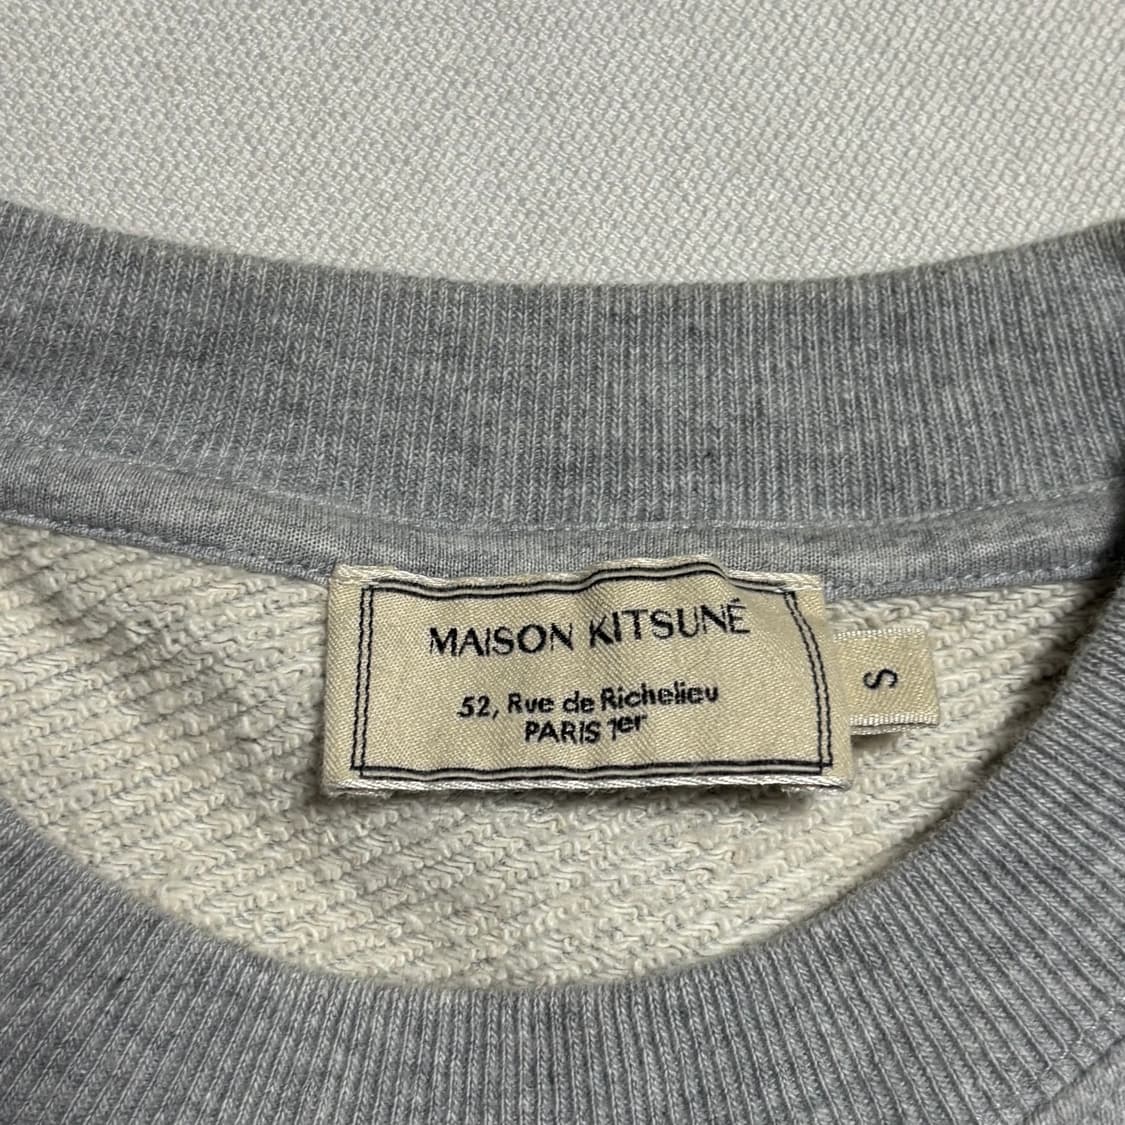 MAISON KITSUNÉ
52, Rue de Richelieu
PARIS 1er
S